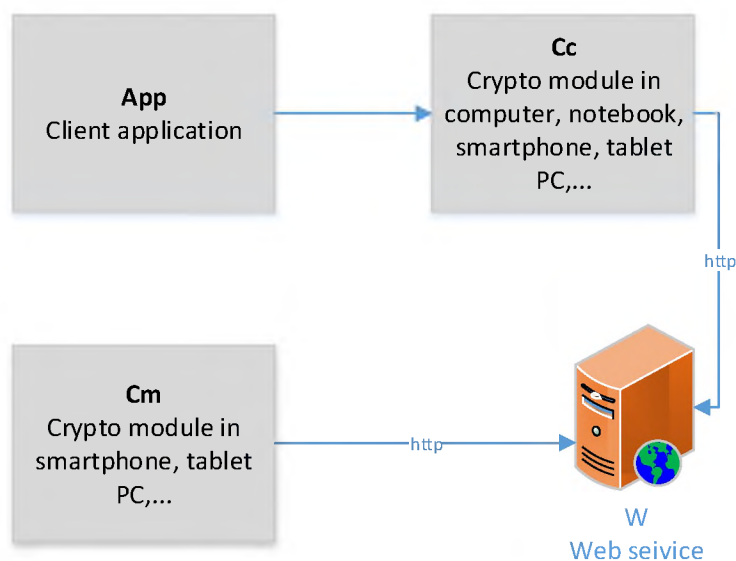 App
Client application
Cc
Crypto module in
computer, notebook,
smartphone, tablet
PC,...
http
Cm
Crypto module in
smartphone, tablet
PC,...
http
W
Web seivice